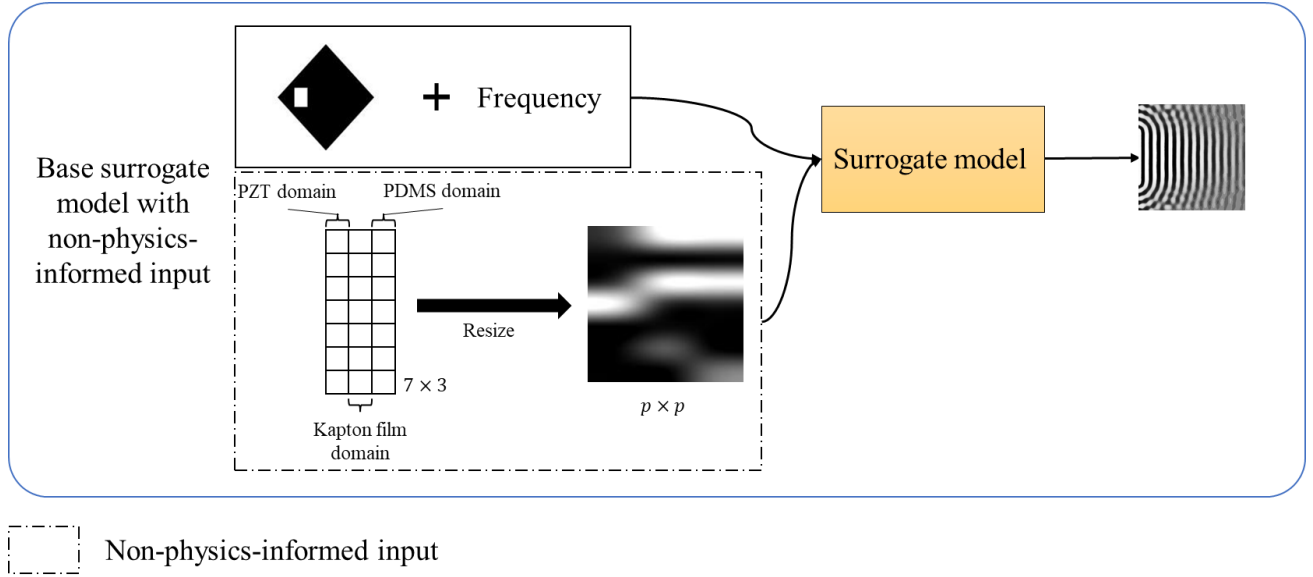 + Frequency
Base surrogate
model with
non-physics-
informed input
PZT domain
PDMS domain
Resize
7 × 3
p × p
Kapton film
domain
Surrogate model
Non-physics-informed input